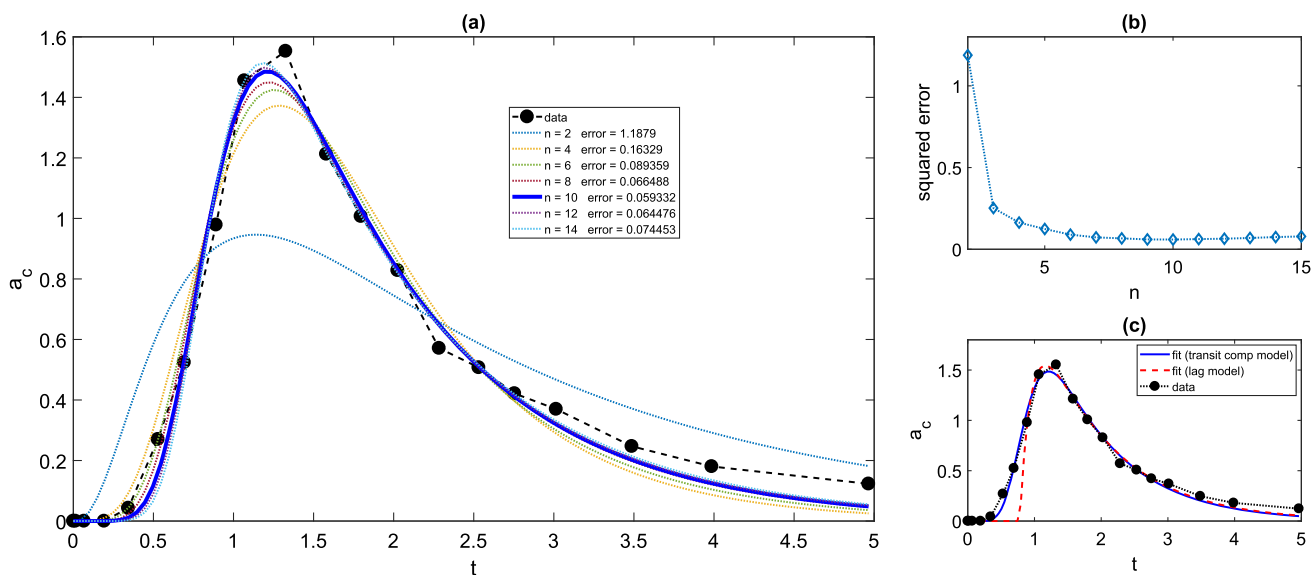 (a)
1.6
1.4
1.2
1
0.8
0.6
0.4
0.2
0
a_c
0 0.5 1 1.5 2 2.5 3 3.5 4 4.5 5
t
data
n = 2 error = 1.1879
n = 4 error = 0.16329
n = 6 error = 0.089359
n = 8 error = 0.066488
n = 10 error = 0.059332
n = 12 error = 0.064476
n = 14 error = 0.074453
(b)
1
0.5
0
squared error
5 10 15
n
(c)
1.5
1
0.5
0
a_c
0 1 2 3 4 5
t
fit (transit comp model)
fit (lag model)
data